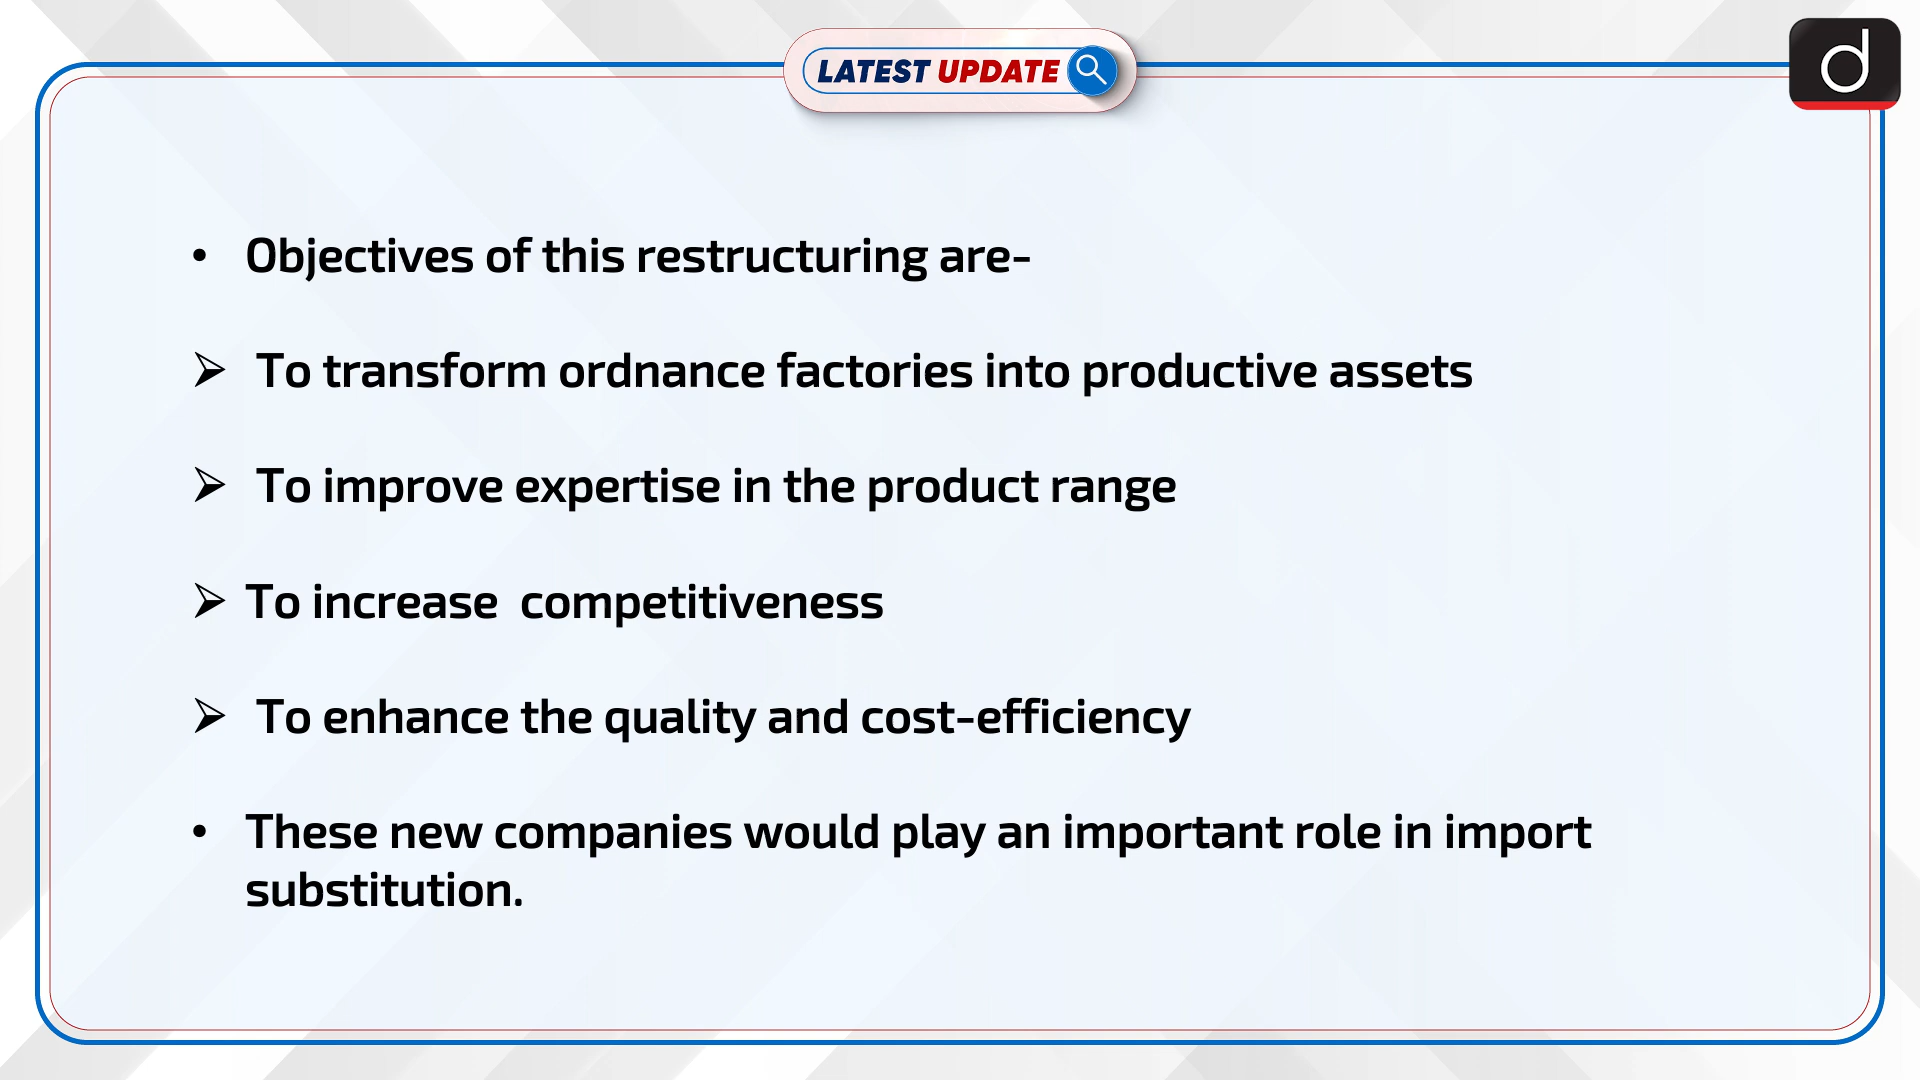 LATEST UPDATE
d
• Objectives of this restructuring are-
➢ To transform ordnance factories into productive assets
➢ To improve expertise in the product range
➢ To increase  competitiveness
➢ To enhance the quality and cost-efficiency
• These new companies would play an important role in import
substitution.